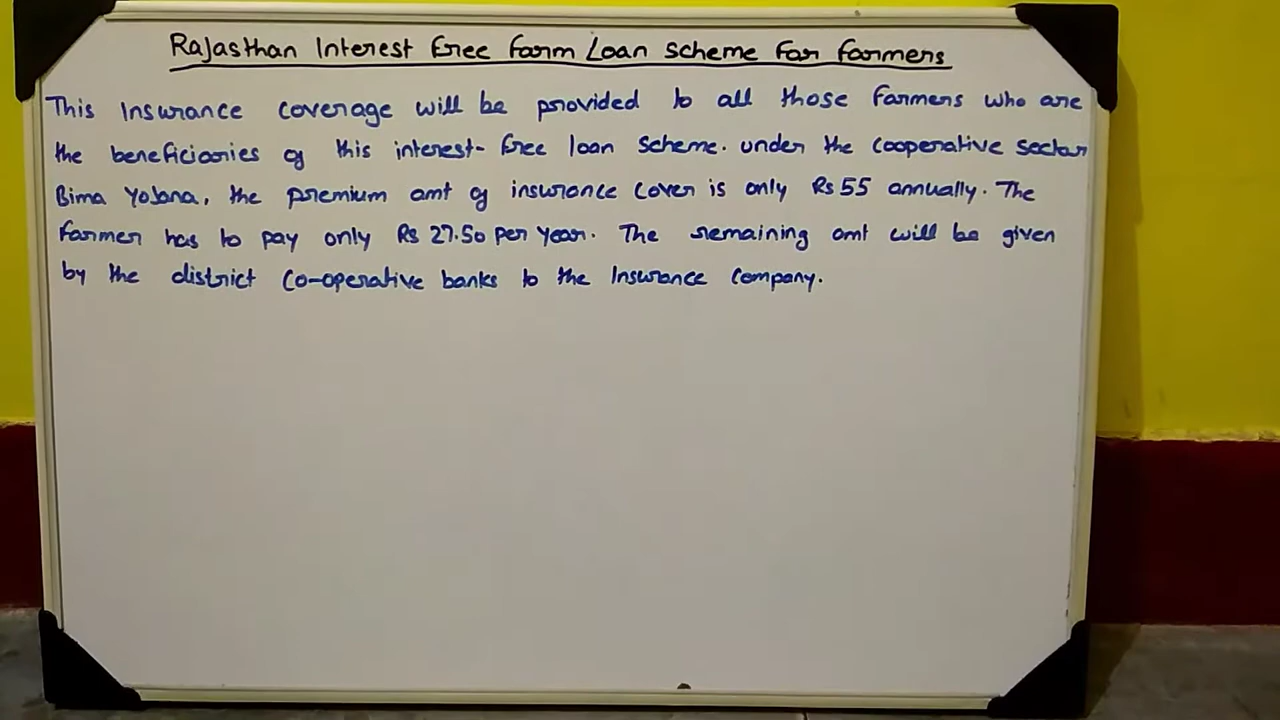 Rajasthan Interest Free Farm Loan Scheme For Farmers
This Insurance coverage will be provided to all those farmers who are
the beneficiaries of this interest-free loan scheme. under the cooperative sector
Bima Yojana, the premium amt of insurance cover is only Rs 55 annually. The
farmer has to pay only Rs 27.50 per year. The remaining amt will be given
by the district co-operative banks to the Insurance company.